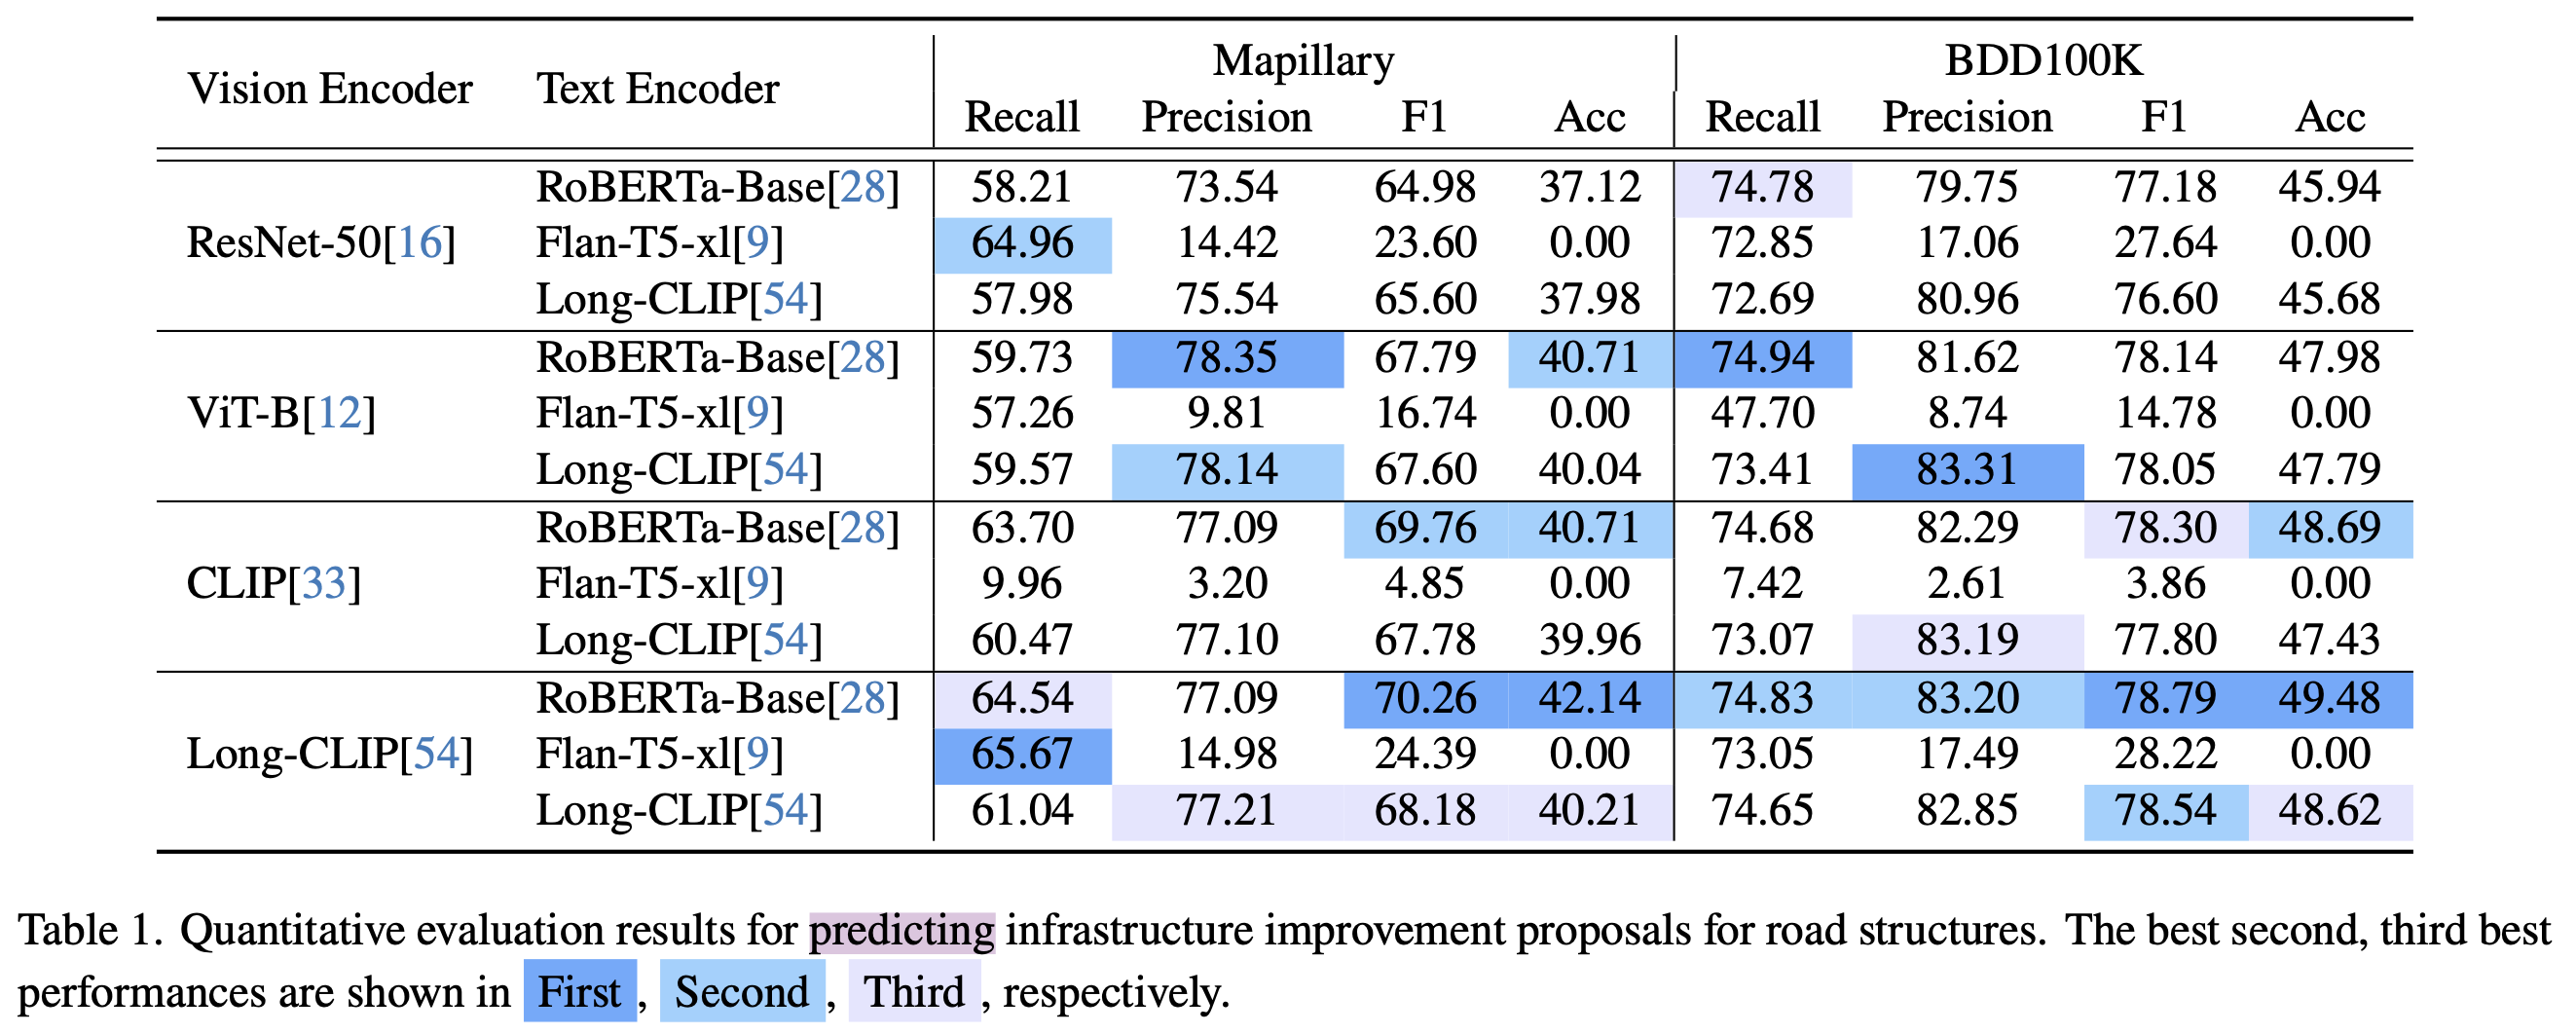 Mapillary BDD100K
Vision Encoder Text Encoder
Recall Precision F1 Acc Recall Precision F1 Acc
RoBERTa-Base[28] 58.21 73.54 64.98 37.12 74.78 79.75 77.18 45.94
ResNet-50[16] Flan-T5-xl[9] 64.96 14.42 23.60 0.00 72.85 17.06 27.64 0.00
Long-CLIP[54] 57.98 75.54 65.60 37.98 72.69 80.96 76.60 45.68
RoBERTa-Base[28] 59.73 78.35 67.79 40.71 74.94 81.62 78.14 47.98
ViT-B[12] Flan-T5-xl[9] 57.26 9.81 16.74 0.00 47.70 8.74 14.78 0.00
Long-CLIP[54] 59.57 78.14 67.60 40.04 73.41 83.31 78.05 47.79
RoBERTa-Base[28] 63.70 77.09 69.76 40.71 74.68 82.29 78.30 48.69
CLIP[33] Flan-T5-xl[9] 9.96 3.20 4.85 0.00 7.42 2.61 3.86 0.00
Long-CLIP[54] 60.47 77.10 67.78 39.96 73.07 83.19 77.80 47.43
RoBERTa-Base[28] 64.54 77.09 70.26 42.14 74.83 83.20 78.79 49.48
Long-CLIP[54] Flan-T5-xl[9] 65.67 14.98 24.39 0.00 73.05 17.49 28.22 0.00
Long-CLIP[54] 61.04 77.21 68.18 40.21 74.65 82.85 78.54 48.62
Table 1. Quantitative evaluation results for predicting infrastructure improvement proposals for road structures. The best second, third best
performances are shown in First , Second , Third , respectively.